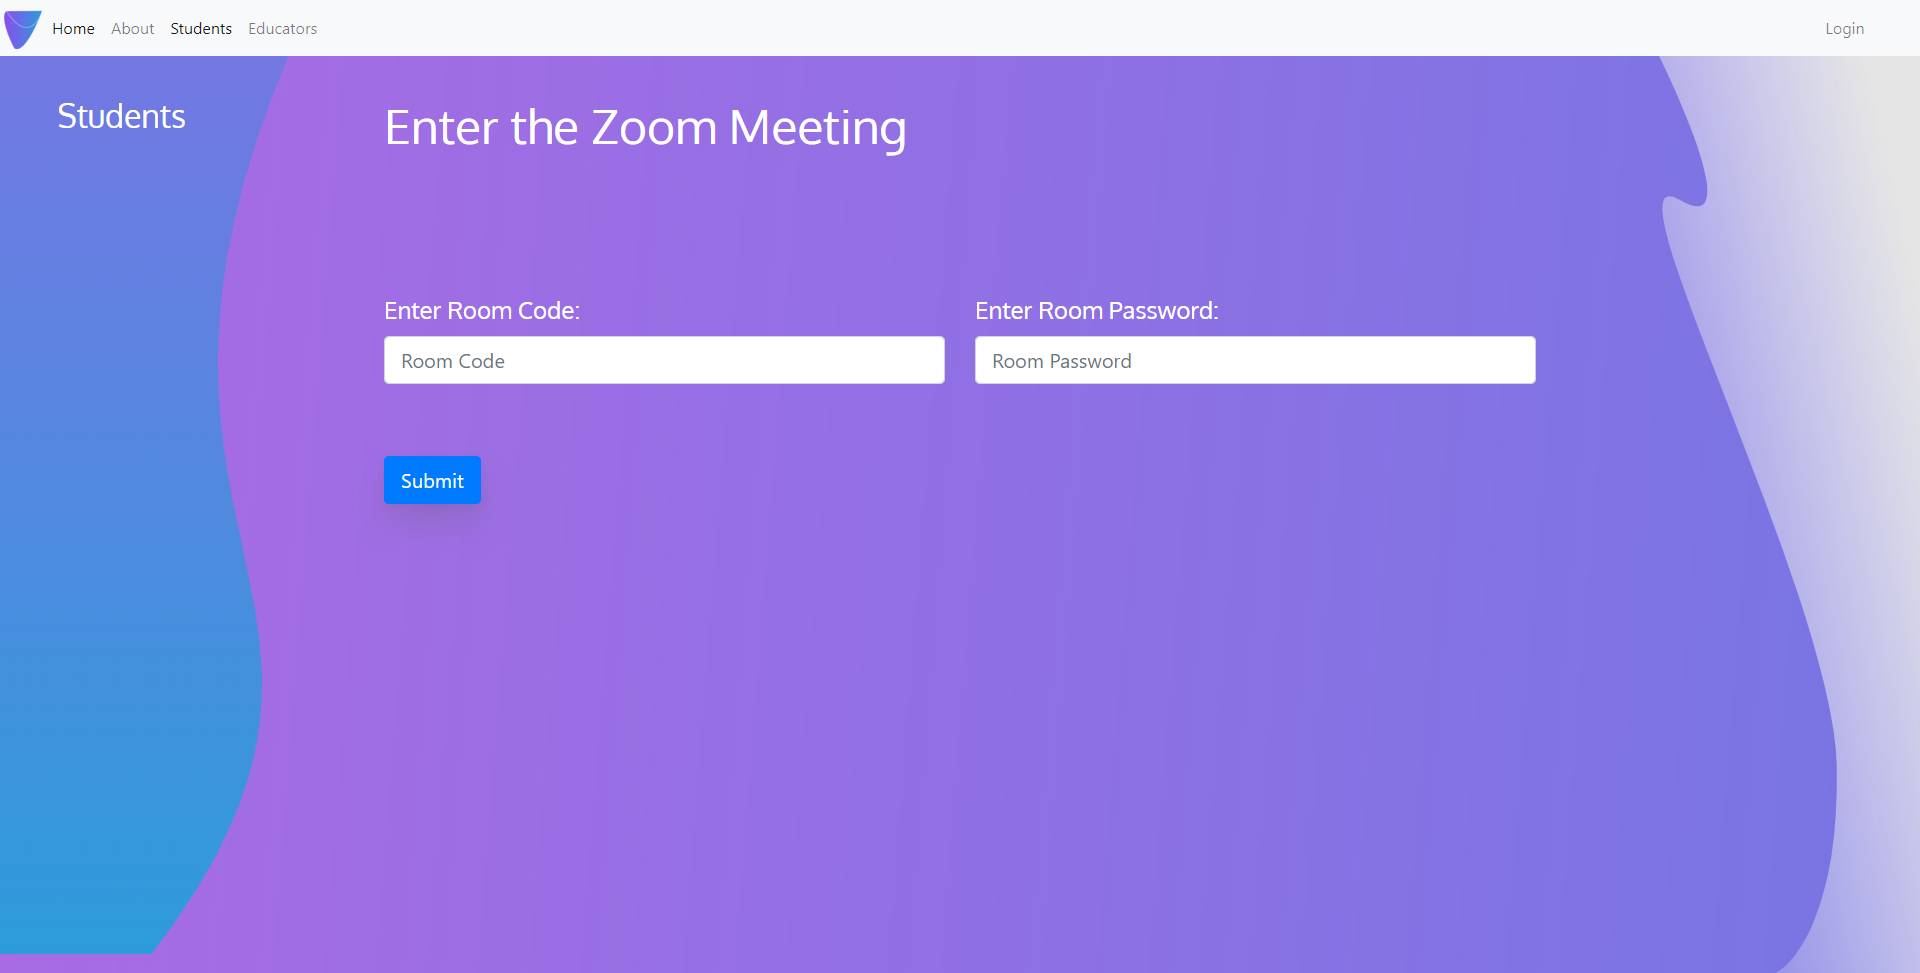 Home About Students Educators Login
Students
Enter the Zoom Meeting
Enter Room Code: Enter Room Password:
Room Code Room Password
Submit